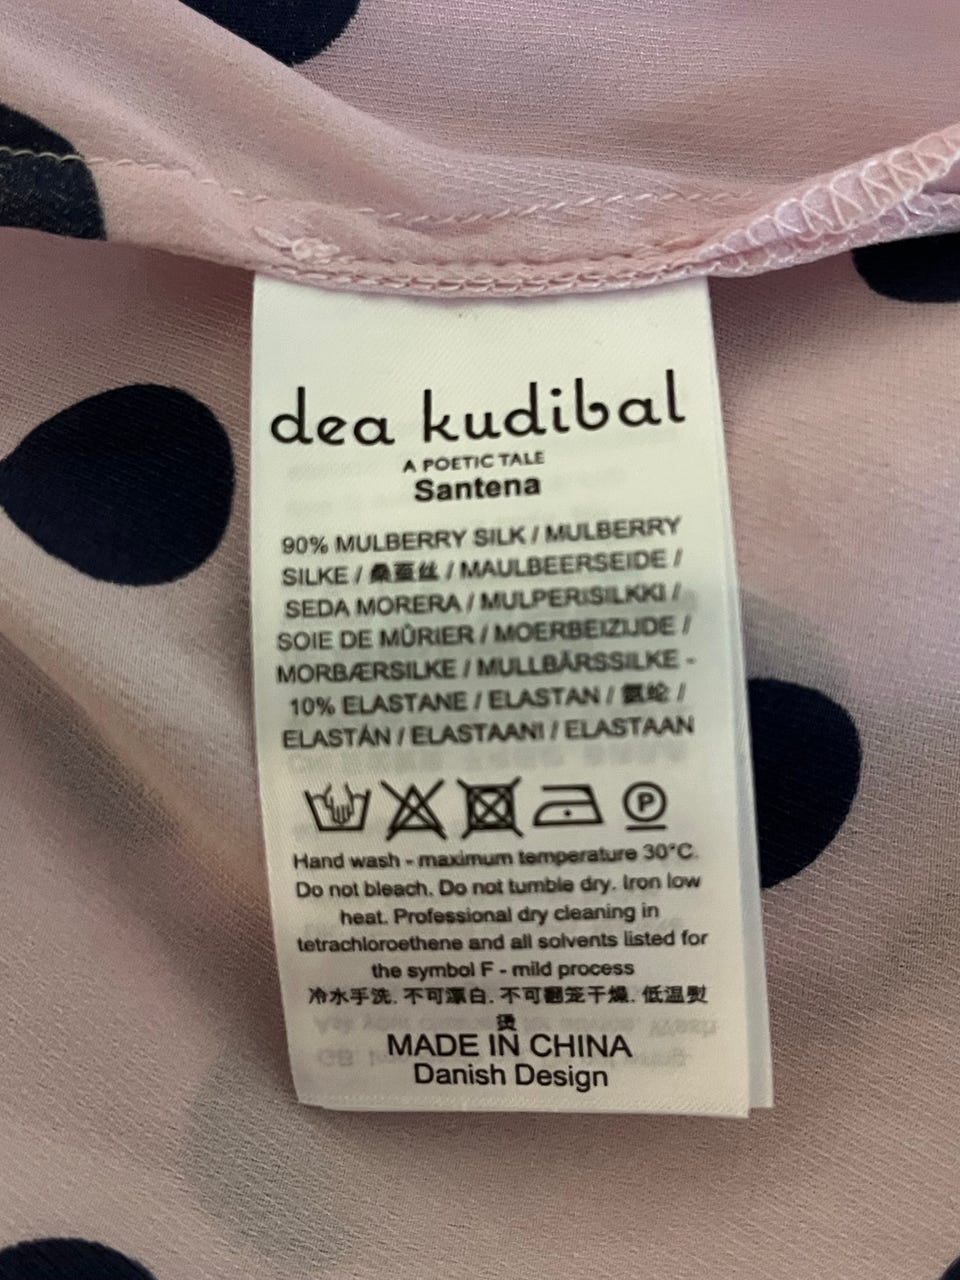 dea kudibal
A POETIC TALE
Santena
90% MULBERRY SILK / MULBERRY
SILKE / 桑蚕丝 / MAULBEERSEIDE /
SEDA MORERA / MULPERISILKKI /
SOIE DE MÛRIER / MOERBEIZIJDE /
MORBÆRSILKE / MULLBÄRSSILKE -
10% ELASTANE / ELASTAN / 氨纶 /
ELASTÁN / ELASTAANI / ELASTAAN
P
Hand wash - maximum temperature 30°C.
Do not bleach. Do not tumble dry. Iron low
heat. Professional dry cleaning in
tetrachloroethene and all solvents listed for
the symbol F - mild process
冷水手洗. 不可漂白. 不可翻笼干燥. 低温熨
烫
MADE IN CHINA
Danish Design